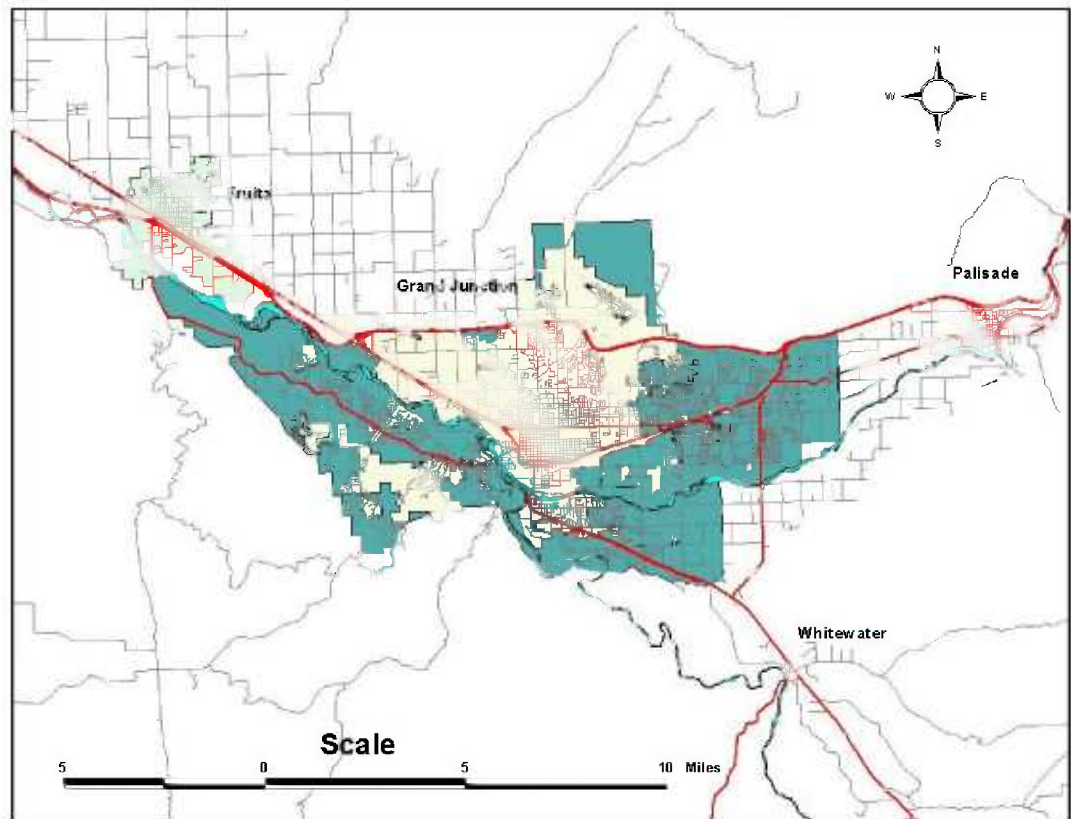 N
W E
S
Fruita
Palisade
Grand Junction
Whitewater
Scale
5 0 5 10 Miles